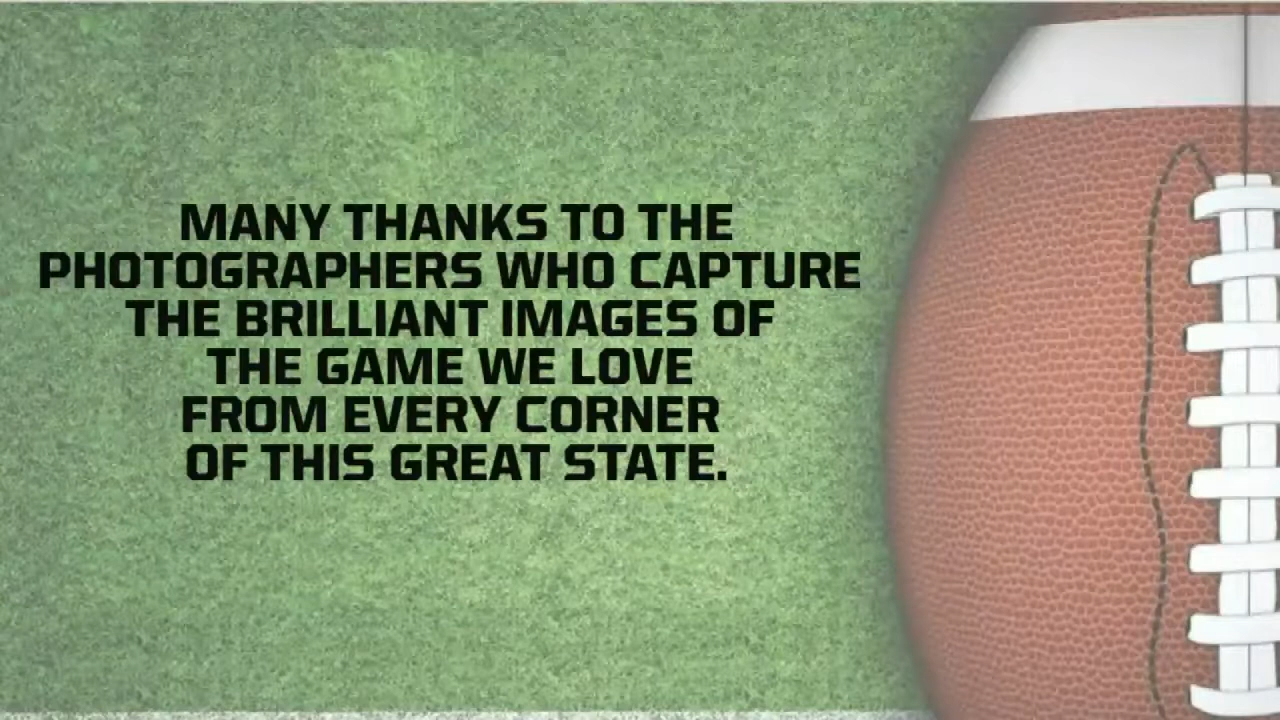 MANY THANKS TO THE
PHOTOGRAPHERS WHO CAPTURE
THE BRILLIANT IMAGES OF
THE GAME WE LOVE
FROM EVERY CORNER
OF THIS GREAT STATE.